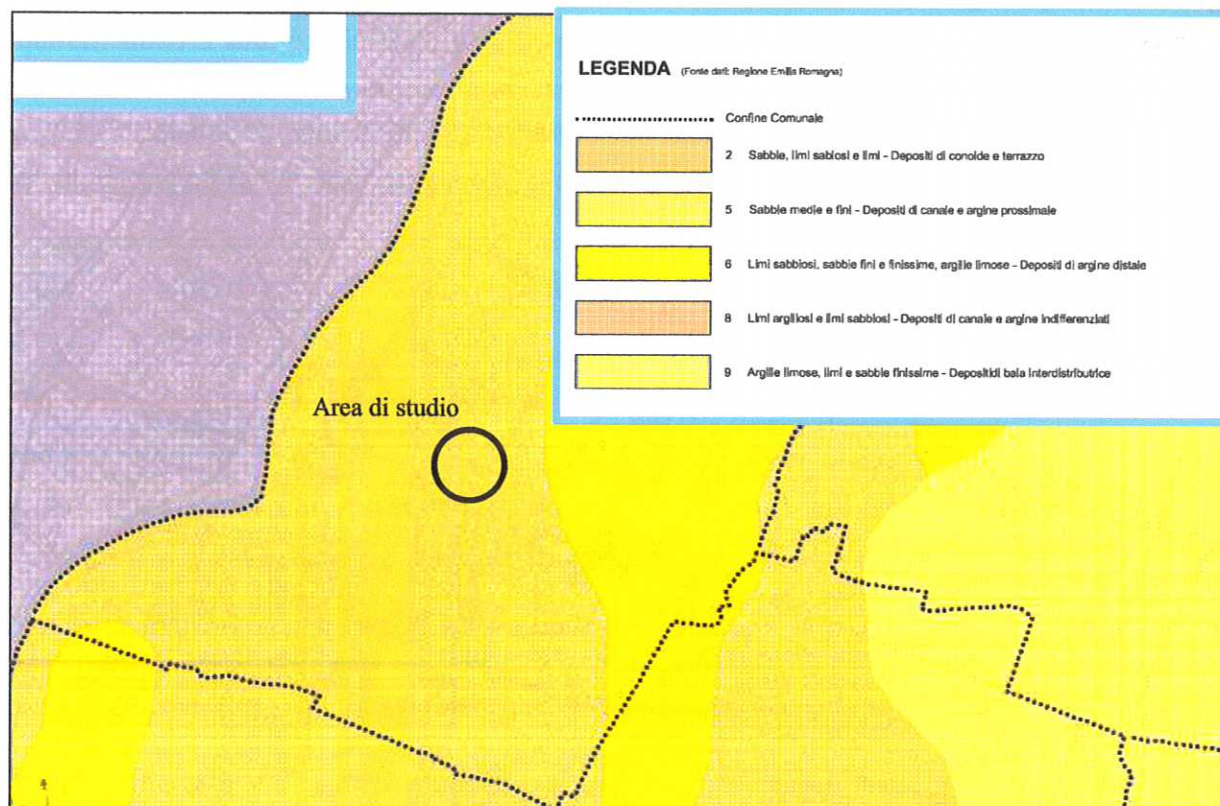 LEGENDA (Fonte dati: Regione Emilia Romagna)
Confine Comunale
2 Sabbie, limi sabiosi e limi - Depositi di conoide e terrazzo
5 Sabbie medie e fini - Depositi di canale e argine prossimale
6 Limi sabbiosi, sabbie fini e finissime, argille limose - Depositi di argine distale
8 Limi argillosi e limi sabbiosi - Depositi di canale e argine indifferenziati
9 Argille limose, limi e sabbie finissime - Depositidi baia interdistributrice
Area di studio